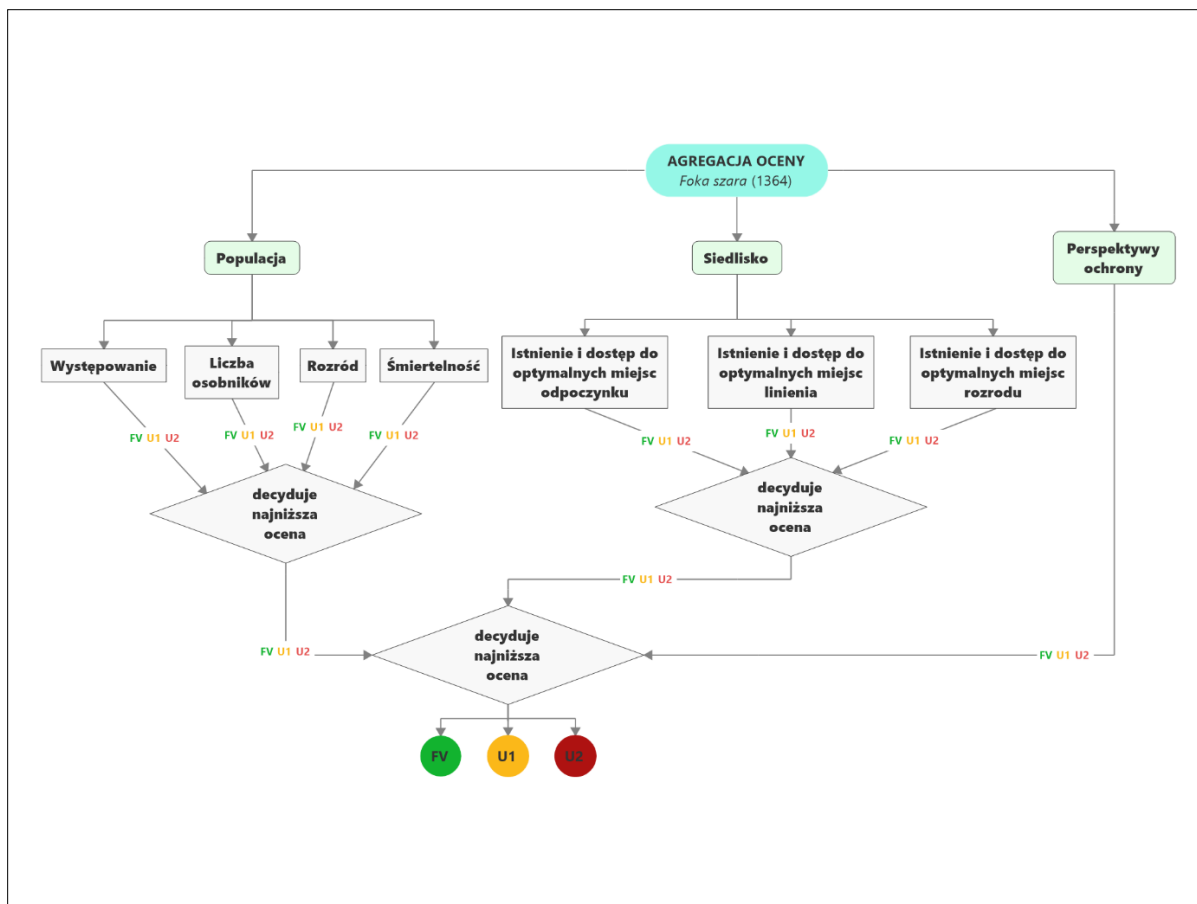 AGREGACJA OCENY
Foka szara (1364)
Populacja
Siedlisko
Perspektywy
ochrony
Występowanie
Liczba
osobników
Rozród
Śmiertelność
Istnienie i dostęp do
optymalnych miejsc
odpoczynku
Istnienie i dostęp do
optymalnych miejsc
linienia
Istnienie i dostęp do
optymalnych miejsc
rozrodu
FV U1 U2
FV U1 U2
FV U1 U2
FV U1 U2
FV U1 U2
FV U1 U2
FV U1 U2
decyduje
najniższa
ocena
decyduje
najniższa
ocena
FV U1 U2
FV U1 U2
decyduje
najniższa
ocena
FV U1 U2
FV
U1
U2